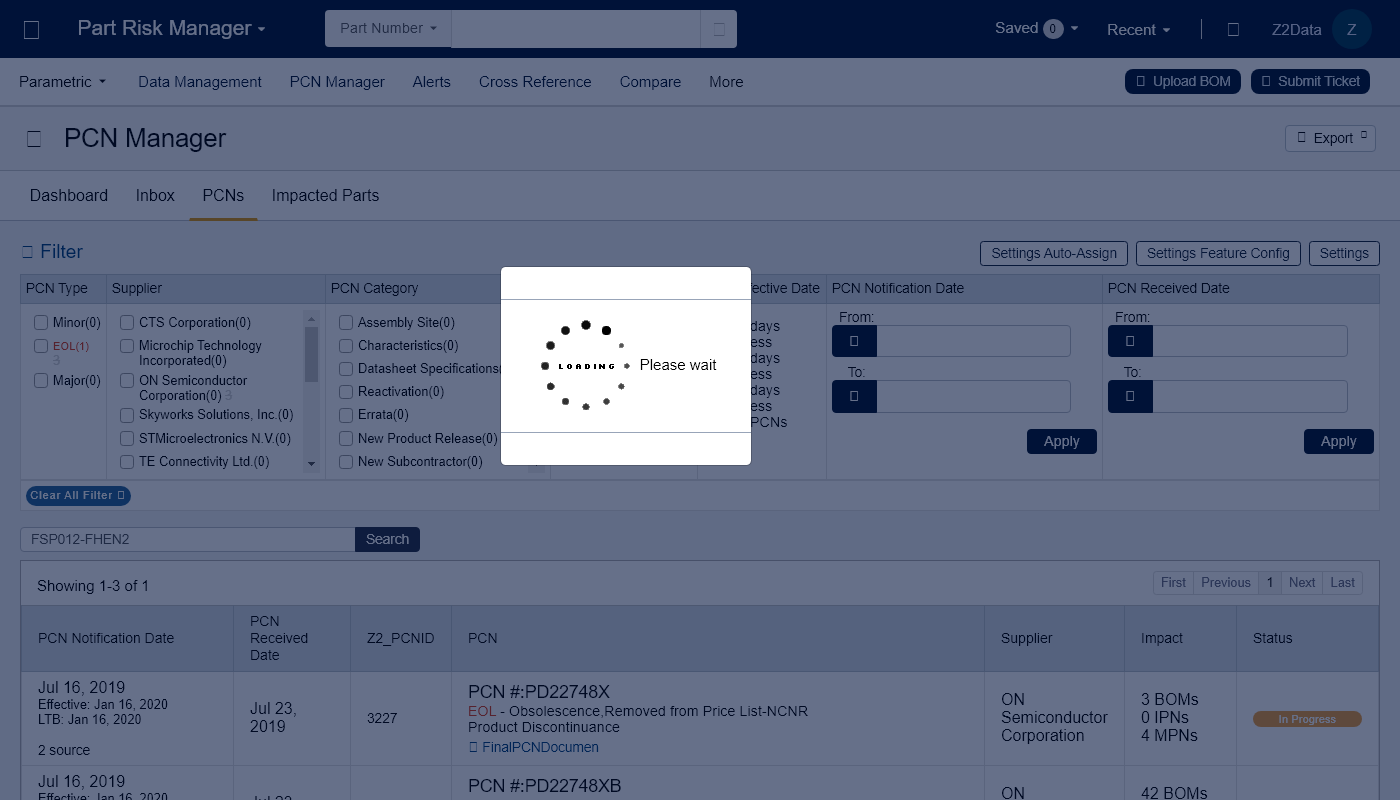 Part Risk Manager
Part Number
Saved 0
Recent
Z2Data
Z
Parametric
Data Management
PCN Manager
Alerts
Cross Reference
Compare
More
Upload BOM
Submit Ticket
PCN Manager
Export
Dashboard
Inbox
PCNs
Impacted Parts
Filter
Settings Auto-Assign
Settings Feature Config
Settings
PCN Type
Supplier
PCN Category
fective Date
PCN Notification Date
PCN Received Date
Minor(0)
EOL(1)
3
Major(0)
CTS Corporation(0)
Microchip Technology
Incorporated(0)
ON Semiconductor
Corporation(0) 3
Skyworks Solutions, Inc.(0)
STMicroelectronics N.V.(0)
TE Connectivity Ltd.(0)
Assembly Site(0)
Characteristics(0)
Datasheet Specifications
Reactivation(0)
Errata(0)
New Product Release(0)
New Subcontractor(0)
LOADING
Please wait
days
ess
days
ess
days
ess
PCNs
From:
To:
Apply
From:
To:
Apply
Clear All Filter
FSP012-FHEN2
Search
Showing 1-3 of 1
First
Previous
1
Next
Last
PCN Notification Date
PCN
Received
Date
Z2_PCNID
PCN
Supplier
Impact
Status
Jul 16, 2019
Effective: Jan 16, 2020
LTB: Jan 16, 2020
2 source
Jul 23,
2019
3227
PCN #:PD22748X
EOL - Obsolescence,Removed from Price List-NCNR
Product Discontinuance
FinalPCNDocumen
ON
Semiconductor
Corporation
3 BOMs
0 IPNs
4 MPNs
In Progress
Jul 16, 2019
Effective: Jan 16, 2020
Jul 23,
PCN #:PD22748XB
ON
42 BOMs